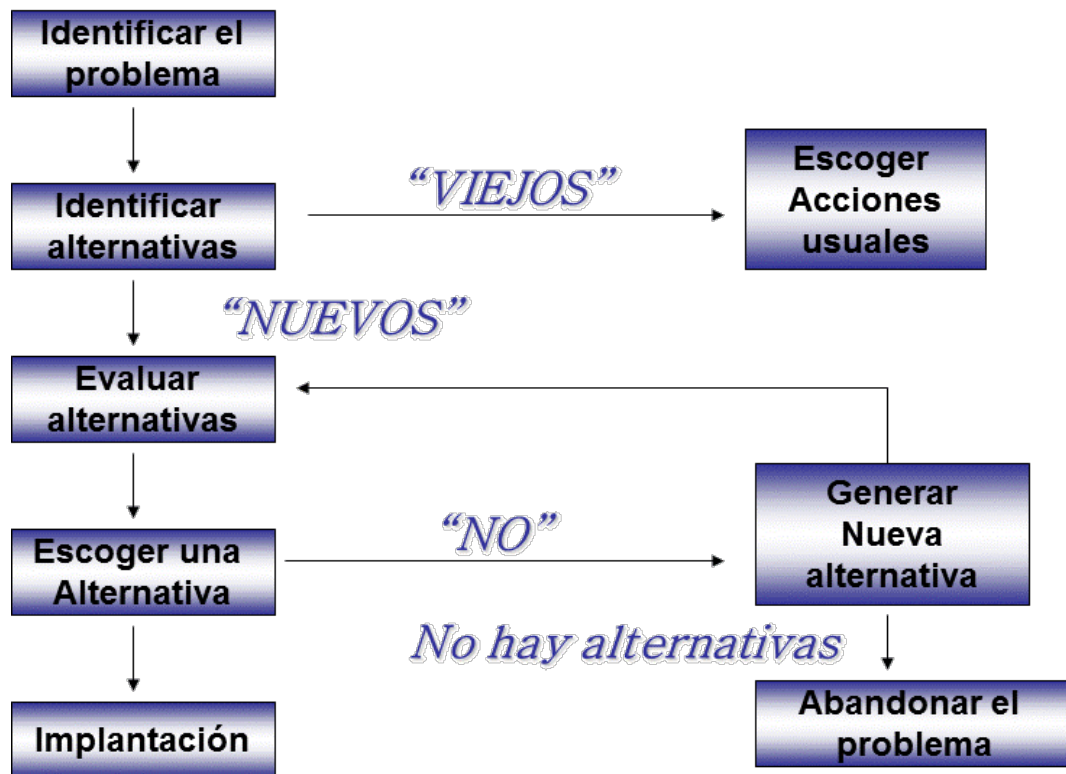 Identificar el
problema
“VIEJOS”
Escoger
Acciones
usuales
Identificar
alternativas
“NUEVOS”
Evaluar
alternativas
Generar
Nueva
alternativa
“NO”
Escoger una
Alternativa
No hay alternativas
Abandonar el
problema
Implantación